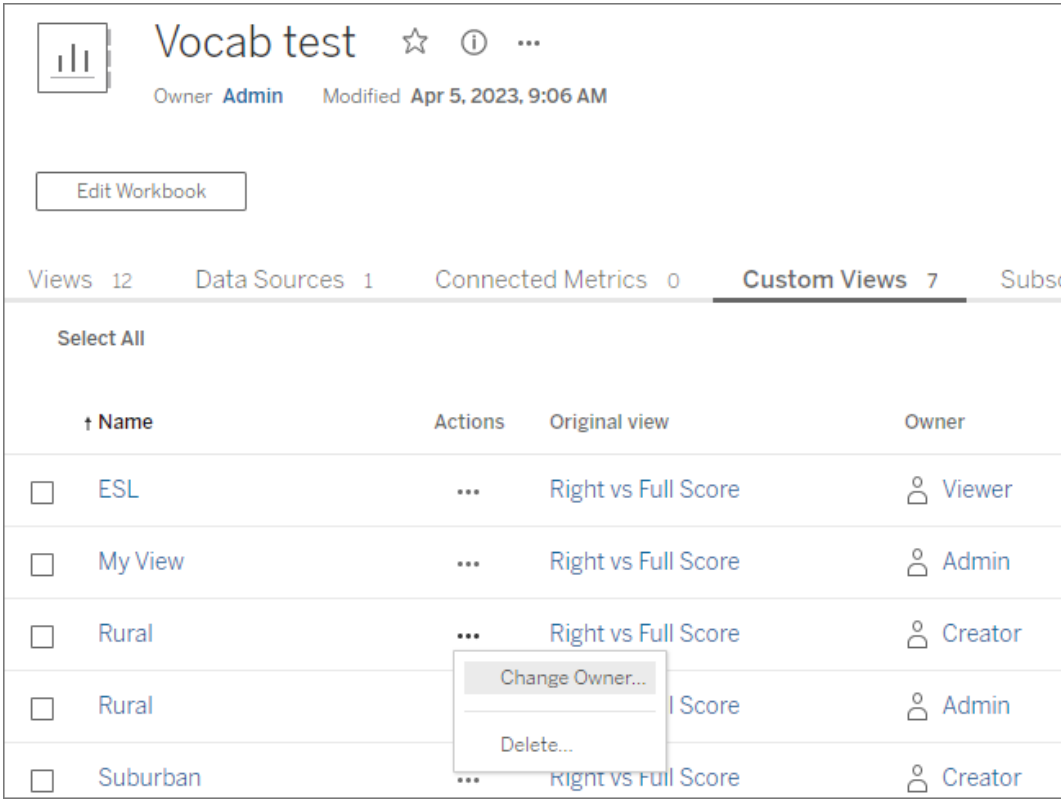 Vocab test
Owner Admin Modified Apr 5, 2023, 9:06 AM
Edit Workbook
Views 12 Data Sources 1 Connected Metrics 0 Custom Views 7
Select All
↑ Name Actions Original view Owner
ESL ••• Right vs Full Score Viewer
My View ••• Right vs Full Score Admin
Rural ••• Right vs Full Score Creator
Change Owner...
Rural l Score Admin
Delete...
Suburban ••• Right vs Full Score Creator